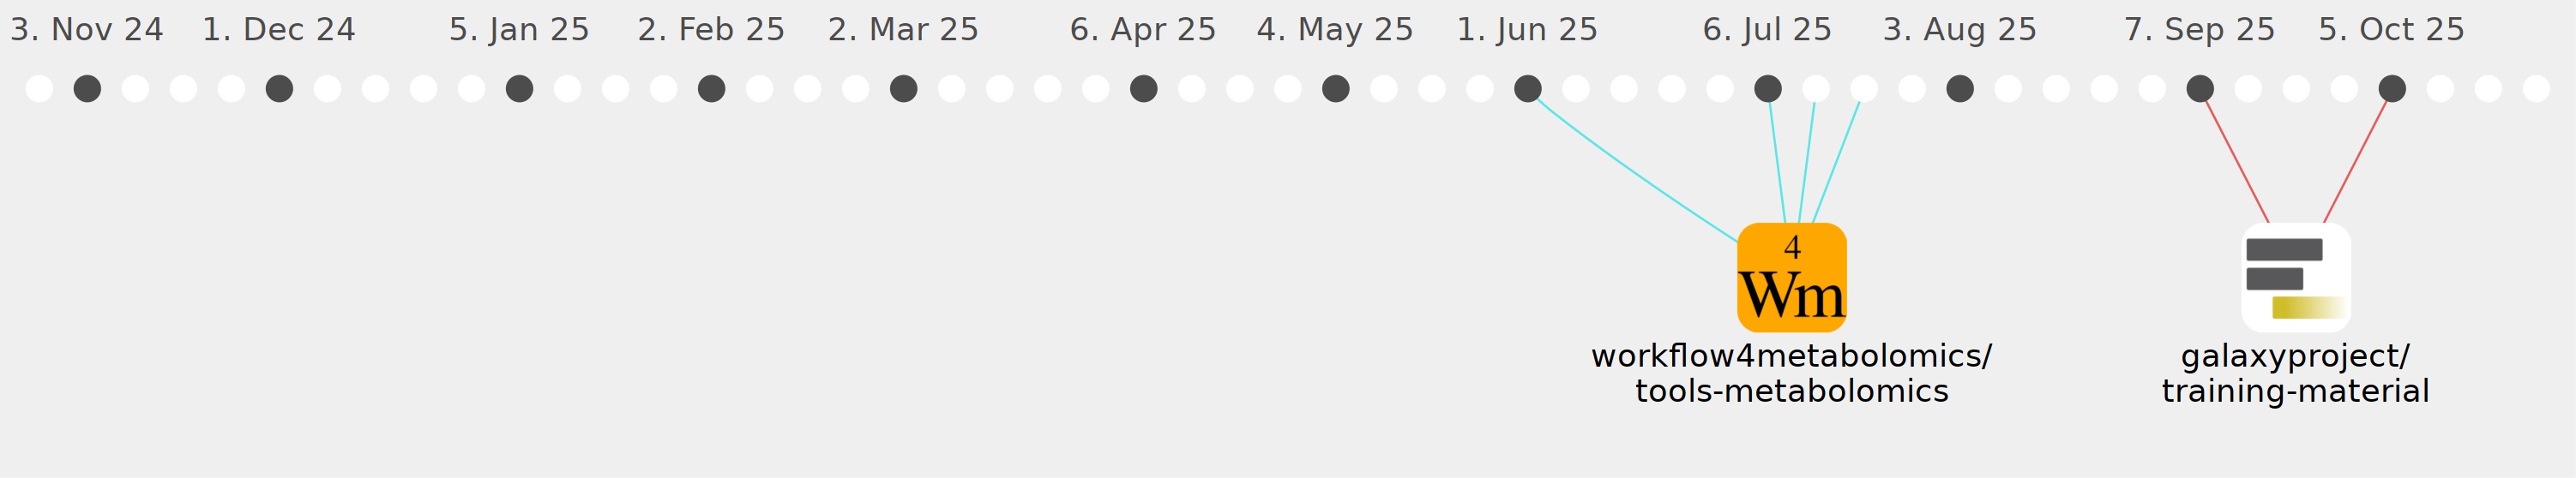 3. Nov 24 1. Dec 24 5. Jan 25 2. Feb 25 2. Mar 25 6. Apr 25 4. May 25 1. Jun 25 6. Jul 25 3. Aug 25 7. Sep 25 5. Oct 25
4
Wm
workflow4metabolomics/
tools-metabolomics
galaxyproject/
training-material